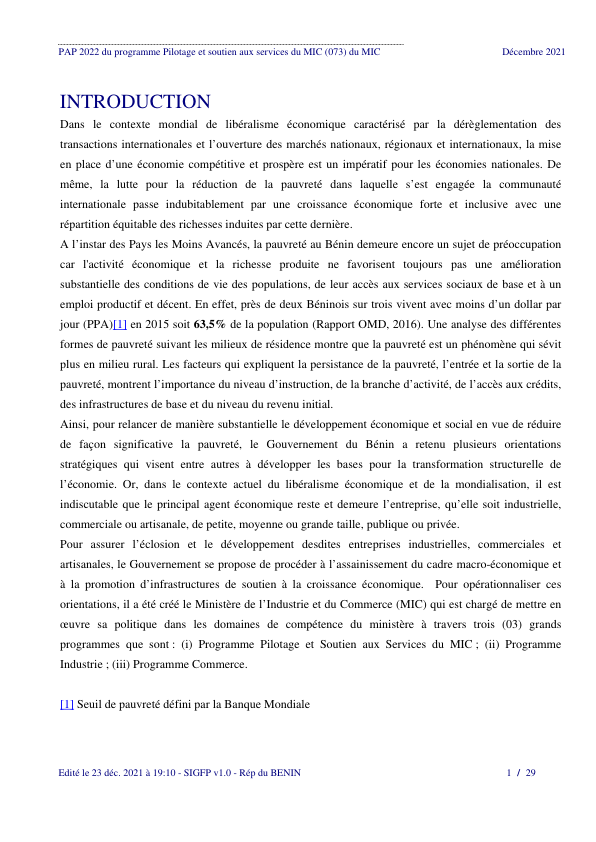 PAP 2022 du programme Pilotage et soutien aux services du MIC (073) du MIC Décembre 2021
INTRODUCTION
Dans le contexte mondial de libéralisme économique caractérisé par la dérèglementation des
transactions internationales et l’ouverture des marchés nationaux, régionaux et internationaux, la mise
en place d’une économie compétitive et prospère est un impératif pour les économies nationales. De
même, la lutte pour la réduction de la pauvreté dans laquelle s’est engagée la communauté
internationale passe indubitablement par une croissance économique forte et inclusive avec une
répartition équitable des richesses induites par cette dernière.
A l’instar des Pays les Moins Avancés, la pauvreté au Bénin demeure encore un sujet de préoccupation
car l'activité économique et la richesse produite ne favorisent toujours pas une amélioration
substantielle des conditions de vie des populations, de leur accès aux services sociaux de base et à un
emploi productif et décent. En effet, près de deux Béninois sur trois vivent avec moins d’un dollar par
jour (PPA)[1] en 2015 soit 63,5% de la population (Rapport OMD, 2016). Une analyse des différentes
formes de pauvreté suivant les milieux de résidence montre que la pauvreté est un phénomène qui sévit
plus en milieu rural. Les facteurs qui expliquent la persistance de la pauvreté, l’entrée et la sortie de la
pauvreté, montrent l’importance du niveau d’instruction, de la branche d’activité, de l’accès aux crédits,
des infrastructures de base et du niveau du revenu initial.
Ainsi, pour relancer de manière substantielle le développement économique et social en vue de réduire
de façon significative la pauvreté, le Gouvernement du Bénin a retenu plusieurs orientations
stratégiques qui visent entre autres à développer les bases pour la transformation structurelle de
l’économie. Or, dans le contexte actuel du libéralisme économique et de la mondialisation, il est
indiscutable que le principal agent économique reste et demeure l’entreprise, qu’elle soit industrielle,
commerciale ou artisanale, de petite, moyenne ou grande taille, publique ou privée.
Pour assurer l’éclosion et le développement desdites entreprises industrielles, commerciales et
artisanales, le Gouvernement se propose de procéder à l’assainissement du cadre macro-économique et
à la promotion d’infrastructures de soutien à la croissance économique. Pour opérationnaliser ces
orientations, il a été créé le Ministère de l’Industrie et du Commerce (MIC) qui est chargé de mettre en
œuvre sa politique dans les domaines de compétence du ministère à travers trois (03) grands
programmes que sont : (i) Programme Pilotage et Soutien aux Services du MIC ; (ii) Programme
Industrie ; (iii) Programme Commerce.
[1] Seuil de pauvreté défini par la Banque Mondiale
Edité le 23 déc. 2021 à 19:10 - SIGFP v1.0 - Rép du BENIN 1 / 29